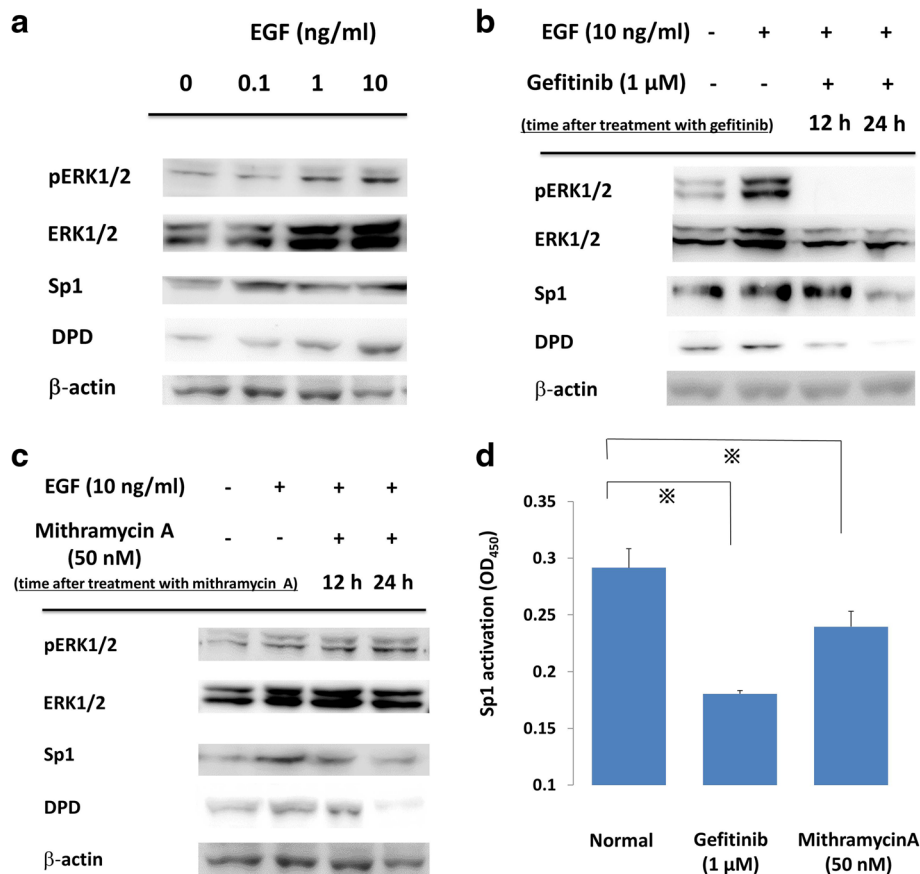 a
EGF (ng/ml)
0 0.1 1 10
pERK1/2
ERK1/2
Sp1
DPD
β-actin
b
EGF (10 ng/ml) - + + +
Gefitinib (1 μM) - - + +
(time after treatment with gefitinib) 12 h 24 h
pERK1/2
ERK1/2
Sp1
DPD
β-actin
c
EGF (10 ng/ml) - + + +
Mithramycin A
(50 nM) - - + +
(time after treatment with mithramycin A) 12 h 24 h
pERK1/2
ERK1/2
Sp1
DPD
β-actin
d
※
※
Sp1 activation (OD450)
0.35
0.3
0.25
0.2
0.15
0.1
Normal Gefitinib MithramycinA
(1 μM) (50 nM)